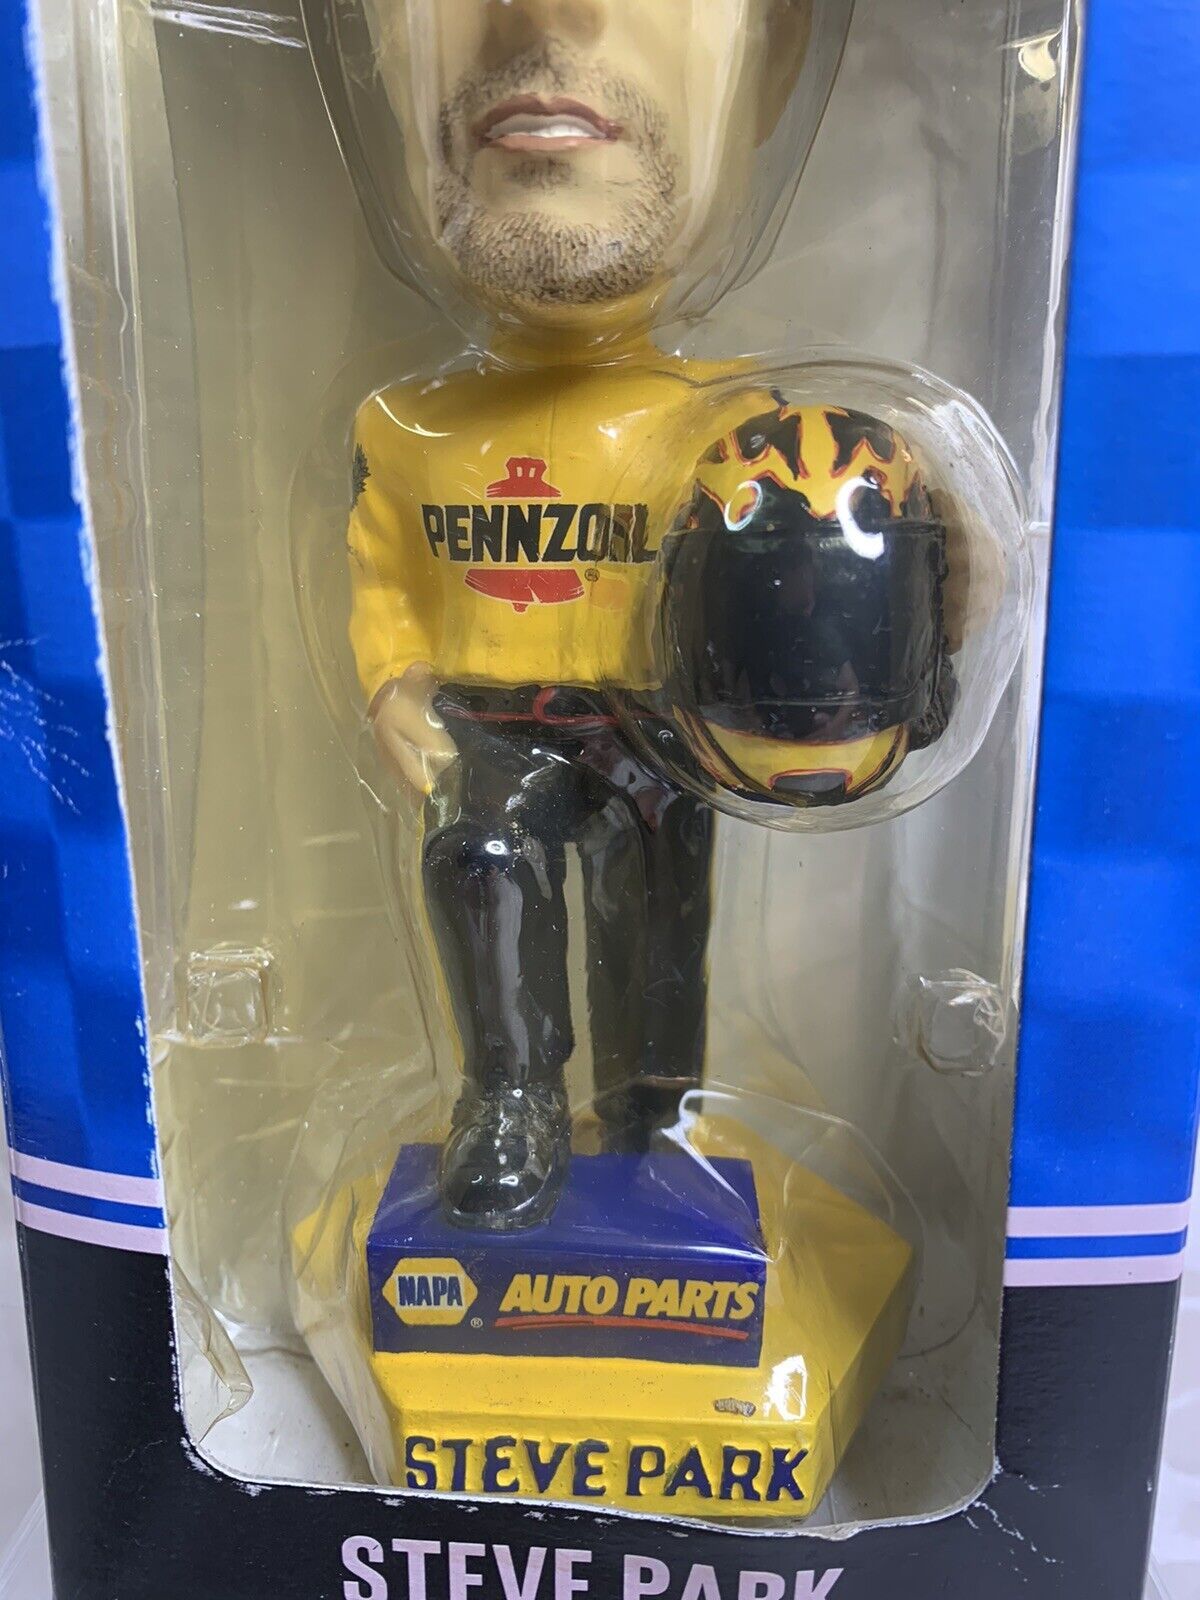 PENNZOIL
®
NAPA ® AUTO PARTS
STEVE PARK
STEVE PARK